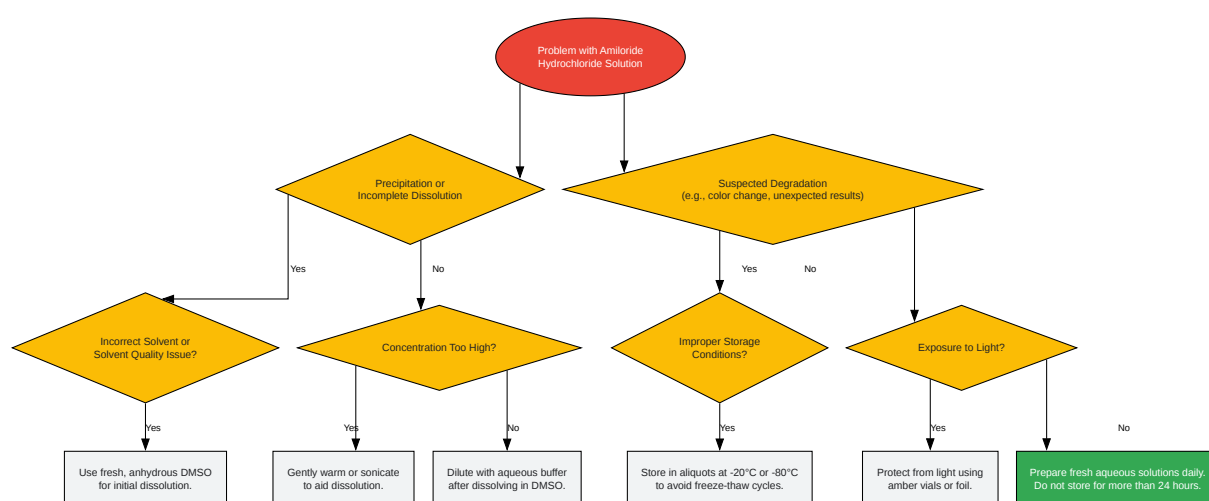 Problem with Amiloride
Hydrochloride Solution
Precipitation or
Incomplete Dissolution
Suspected Degradation
(e.g., color change, unexpected results)
Yes
No
Yes
No
Incorrect Solvent or
Solvent Quality Issue?
Concentration Too High?
Improper Storage
Conditions?
Exposure to Light?
Yes
Yes
No
Yes
Yes
No
Use fresh, anhydrous DMSO
for initial dissolution.
Gently warm or sonicate
to aid dissolution.
Dilute with aqueous buffer
after dissolving in DMSO.
Store in aliquots at -20°C or -80°C
to avoid freeze-thaw cycles.
Protect from light using
amber vials or foil.
Prepare fresh aqueous solutions daily.
Do not store for more than 24 hours.